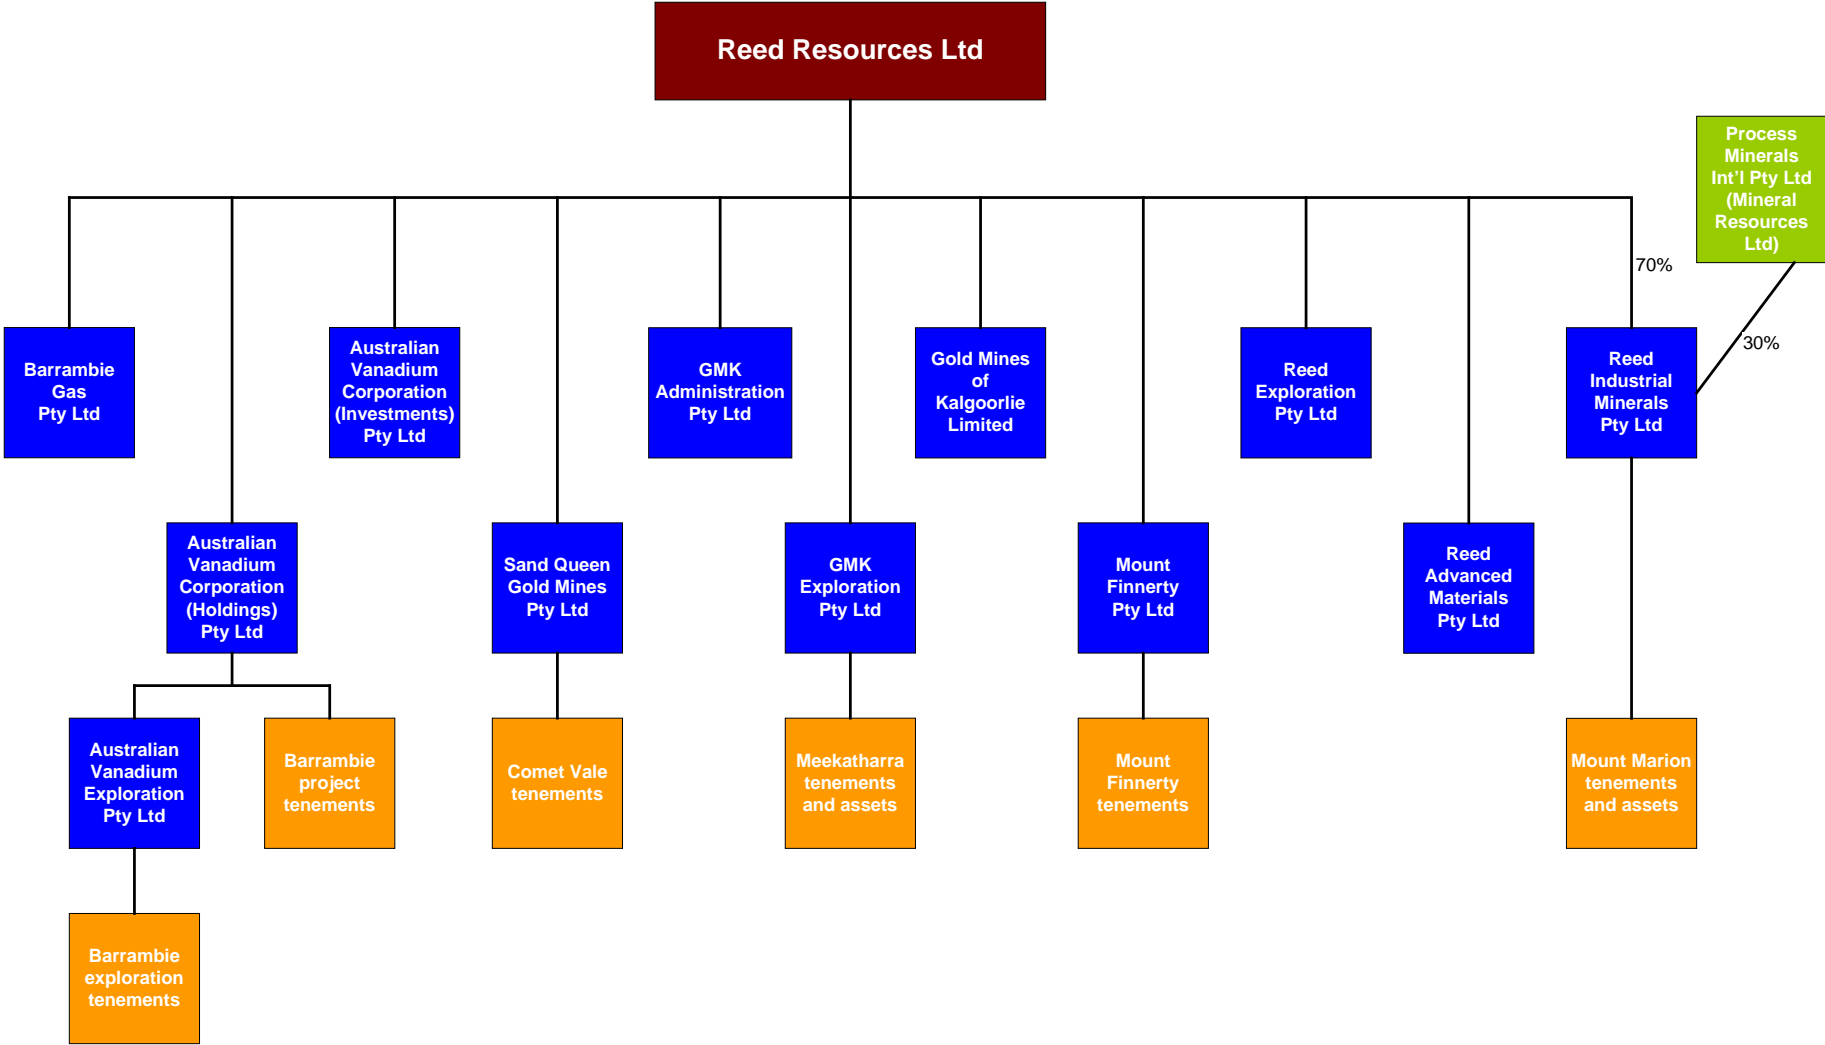 Reed Resources Ltd
Process
Minerals
Int'l Pty Ltd
(Mineral
Resources
Ltd)
70%
30%
Barrambie
Gas
Pty Ltd
Australian
Vanadium
Corporation
(Investments)
Pty Ltd
GMK
Administration
Pty Ltd
Gold Mines
of
Kalgoorlie
Limited
Reed
Exploration
Pty Ltd
Reed
Industrial
Minerals
Pty Ltd
Australian
Vanadium
Corporation
(Holdings)
Pty Ltd
Sand Queen
Gold Mines
Pty Ltd
GMK
Exploration
Pty Ltd
Mount
Finnerty
Pty Ltd
Reed
Advanced
Materials
Pty Ltd
Australian
Vanadium
Exploration
Pty Ltd
Barrambie
project
tenements
Comet Vale
tenements
Meekatharra
tenements
and assets
Mount
Finnerty
tenements
Mount Marion
tenements
and assets
Barrambie
exploration
tenements